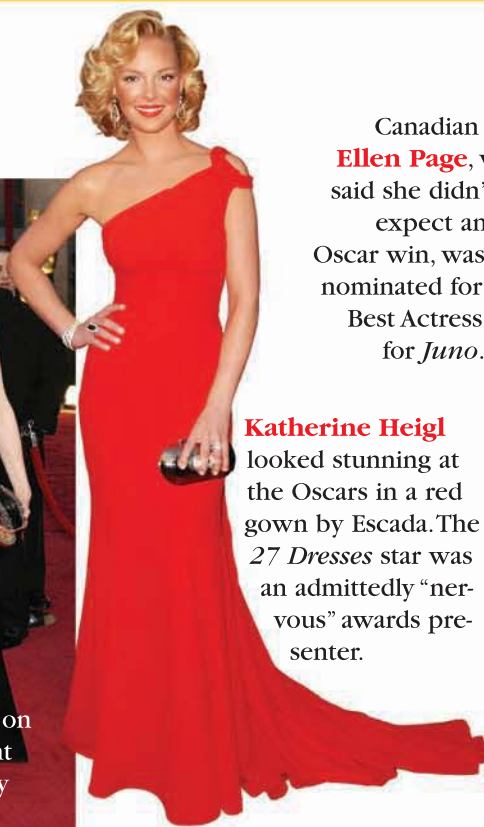 Canadian
Ellen Page,
said she didn't
expect an
Oscar win, was
nominated for
Best Actress
for Juno.
Katherine Heigl
looked stunning at
the Oscars in a red
gown by Escada. The
27 Dresses star was
an admittedly “ner-
vous” awards pre-
senter.
on